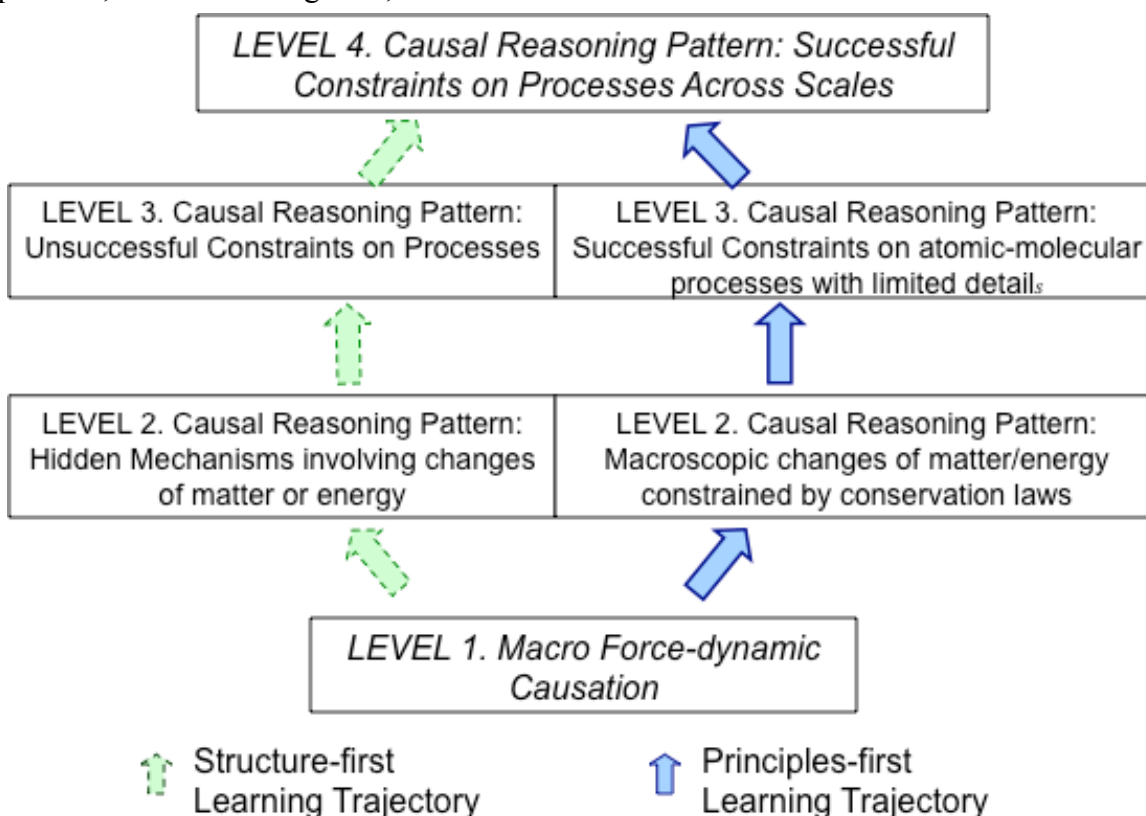 LEVEL 4. Causal Reasoning Pattern: Successful
Constraints on Processes Across Scales
LEVEL 3. Causal Reasoning Pattern:
Unsuccessful Constraints on Processes
LEVEL 3. Causal Reasoning Pattern:
Successful Constraints on atomic-molecular
processes with limited details
LEVEL 2. Causal Reasoning Pattern:
Hidden Mechanisms involving changes
of matter or energy
LEVEL 2. Causal Reasoning Pattern:
Macroscopic changes of matter/energy
constrained by conservation laws
LEVEL 1. Macro Force-dynamic
Causation
Structure-first
Learning Trajectory
Principles-first
Learning Trajectory